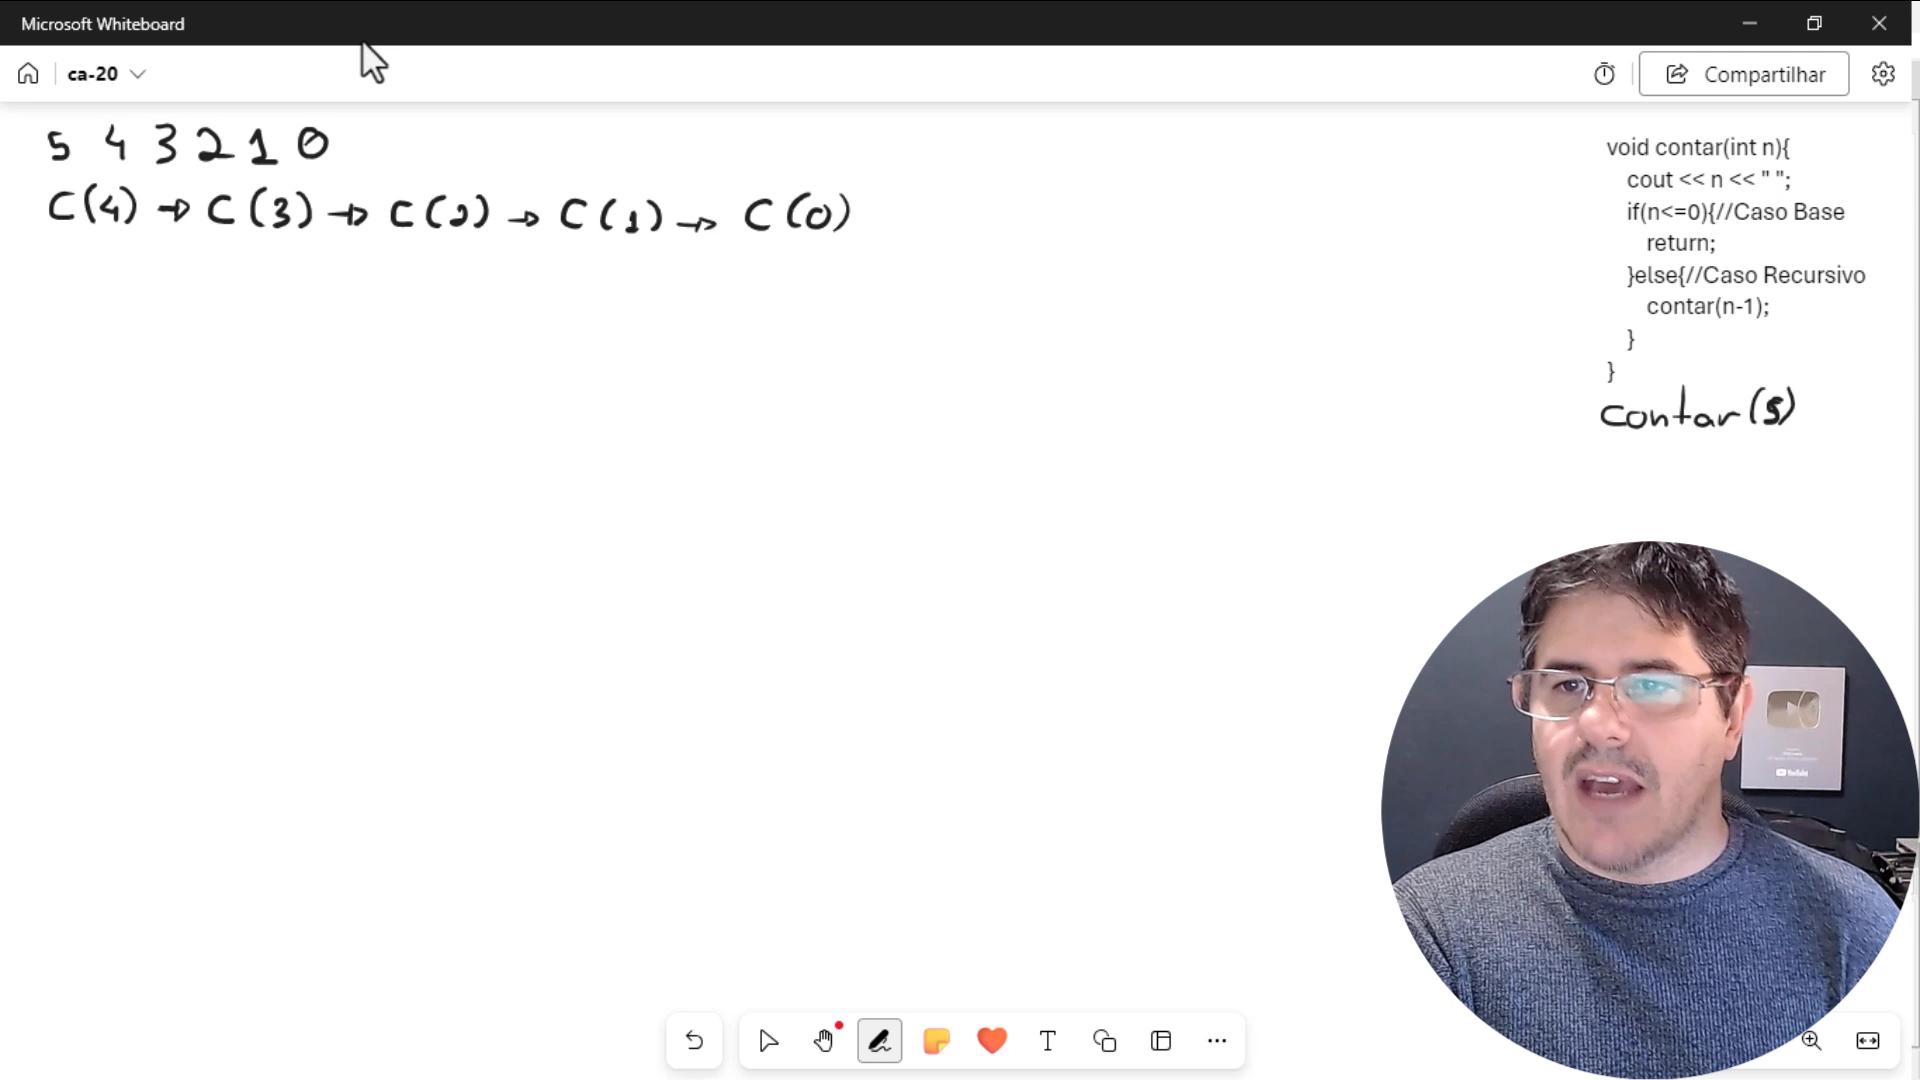 Microsoft Whiteboard
ca-20
Compartilhar
5 4 3 2 1 0
C(4) → C(3) → C(2) → C(1) → C(0)
void contar(int n){
cout << n << " ";
if(n<=0){//Caso Base
return;
}else{//Caso Recursivo
contar(n-1);
}
}
contar(5)
YouTube
T